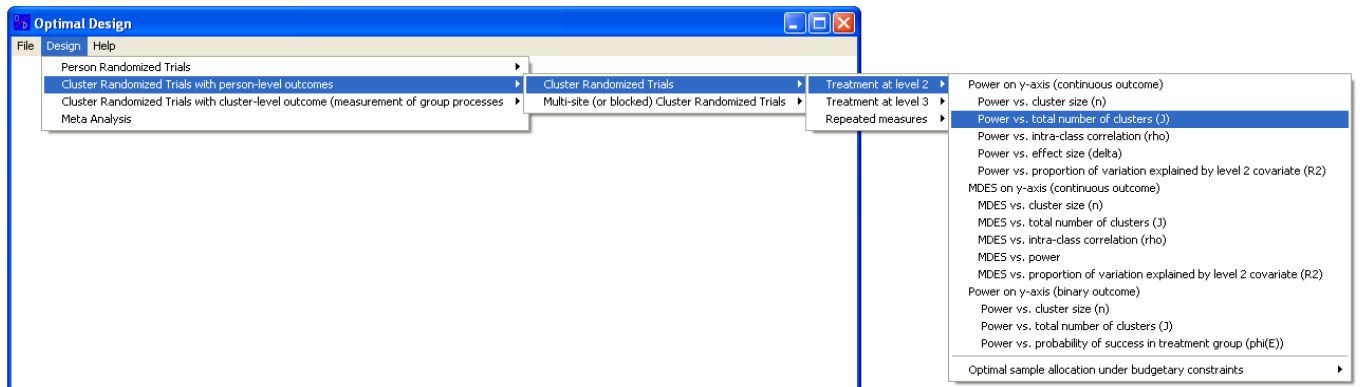 Optimal Design
File Design Help
Person Randomized Trials
Cluster Randomized Trials with person-level outcomes
Cluster Randomized Trials with cluster-level outcome (measurement of group processes
Meta Analysis
Cluster Randomized Trials
Multi-site (or blocked) Cluster Randomized Trials
Treatment at level 2
Treatment at level 3
Repeated measures
Power on y-axis (continuous outcome)
Power vs. cluster size (n)
Power vs. total number of clusters (J)
Power vs. intra-class correlation (rho)
Power vs. effect size (delta)
Power vs. proportion of variation explained by level 2 covariate (R2)
MDES on y-axis (continuous outcome)
MDES vs. cluster size (n)
MDES vs. total number of clusters (J)
MDES vs. intra-class correlation (rho)
MDES vs. power
MDES vs. proportion of variation explained by level 2 covariate (R2)
Power on y-axis (binary outcome)
Power vs. cluster size (n)
Power vs. total number of clusters (J)
Power vs. probability of success in treatment group (phi(E))
Optimal sample allocation under budgetary constraints